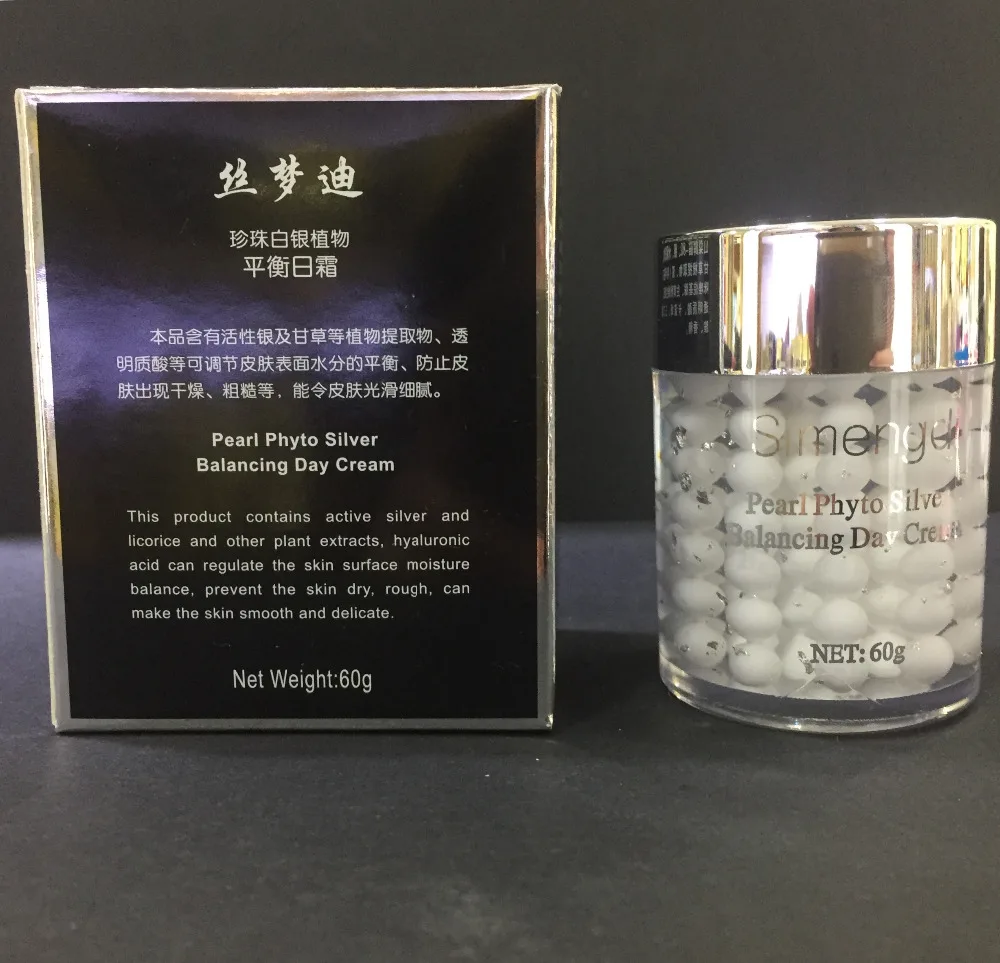 丝梦迪
珍珠白银植物
平衡日霜
本品含有活性银及甘草等植物提取物、透
明质酸等可调节皮肤表面水分的平衡、防止皮
肤出现干燥、粗糙等，能令皮肤光滑细腻。
Pearl Phyto Silver
Balancing Day Cream
This product contains active silver and
licorice and other plant extracts, hyaluronic
acid can regulate the skin surface moisture
balance, prevent the skin dry, rough, can
make the skin smooth and delicate.
Net Weight:60g
Simengdi
Pearl Phyto Silve
Balancing Day Cream
NET: 60g